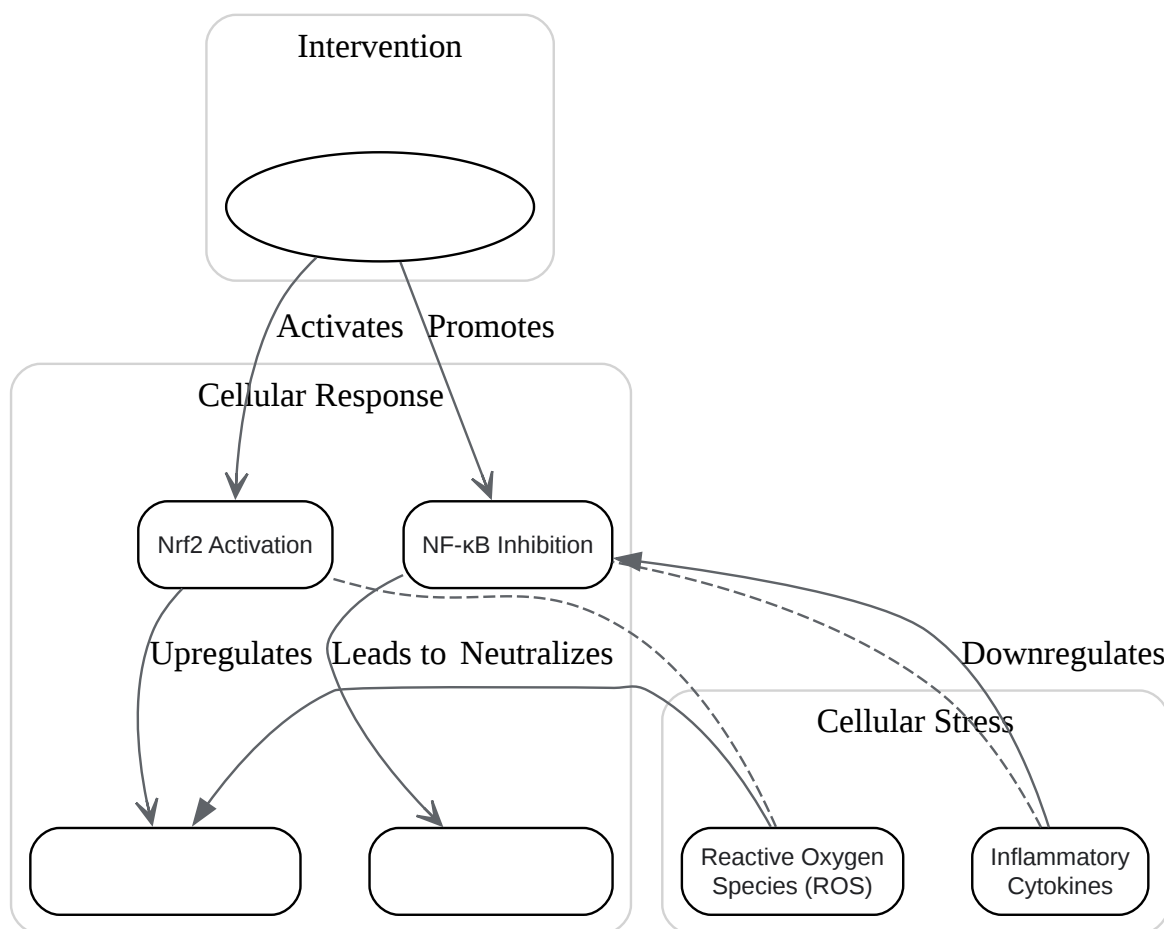 Intervention
Activates
Promotes
Cellular Response
Nrf2 Activation
NF-κB Inhibition
Upregulates
Leads to
Neutralizes
Downregulates
Cellular Stress
Reactive Oxygen
Species (ROS)
Inflammatory
Cytokines